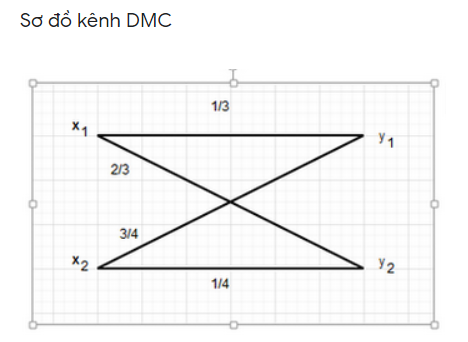 Sơ đồ kênh DMC
1/3
x1
y1
2/3
3/4
x2
y2
1/4